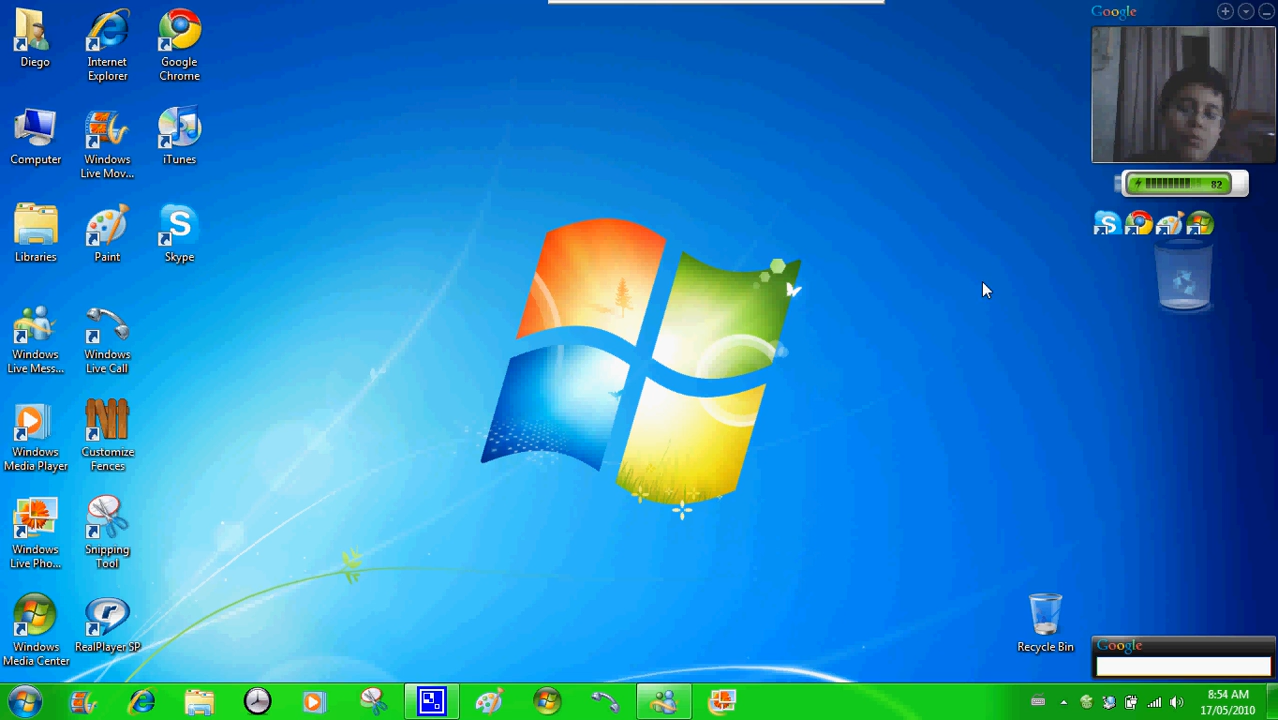 Google
82
Diego
Internet
Explorer
Google
Chrome
Computer
Windows
Live Mov...
iTunes
Libraries
Paint
Skype
Windows
Live Mess...
Windows
Live Call
Windows
Media Player
Customize
Fences
Windows
Live Pho...
Snipping
Tool
Windows
Media Center
RealPlayer SP
Recycle Bin
Google
8:54 AM
17/05/2010